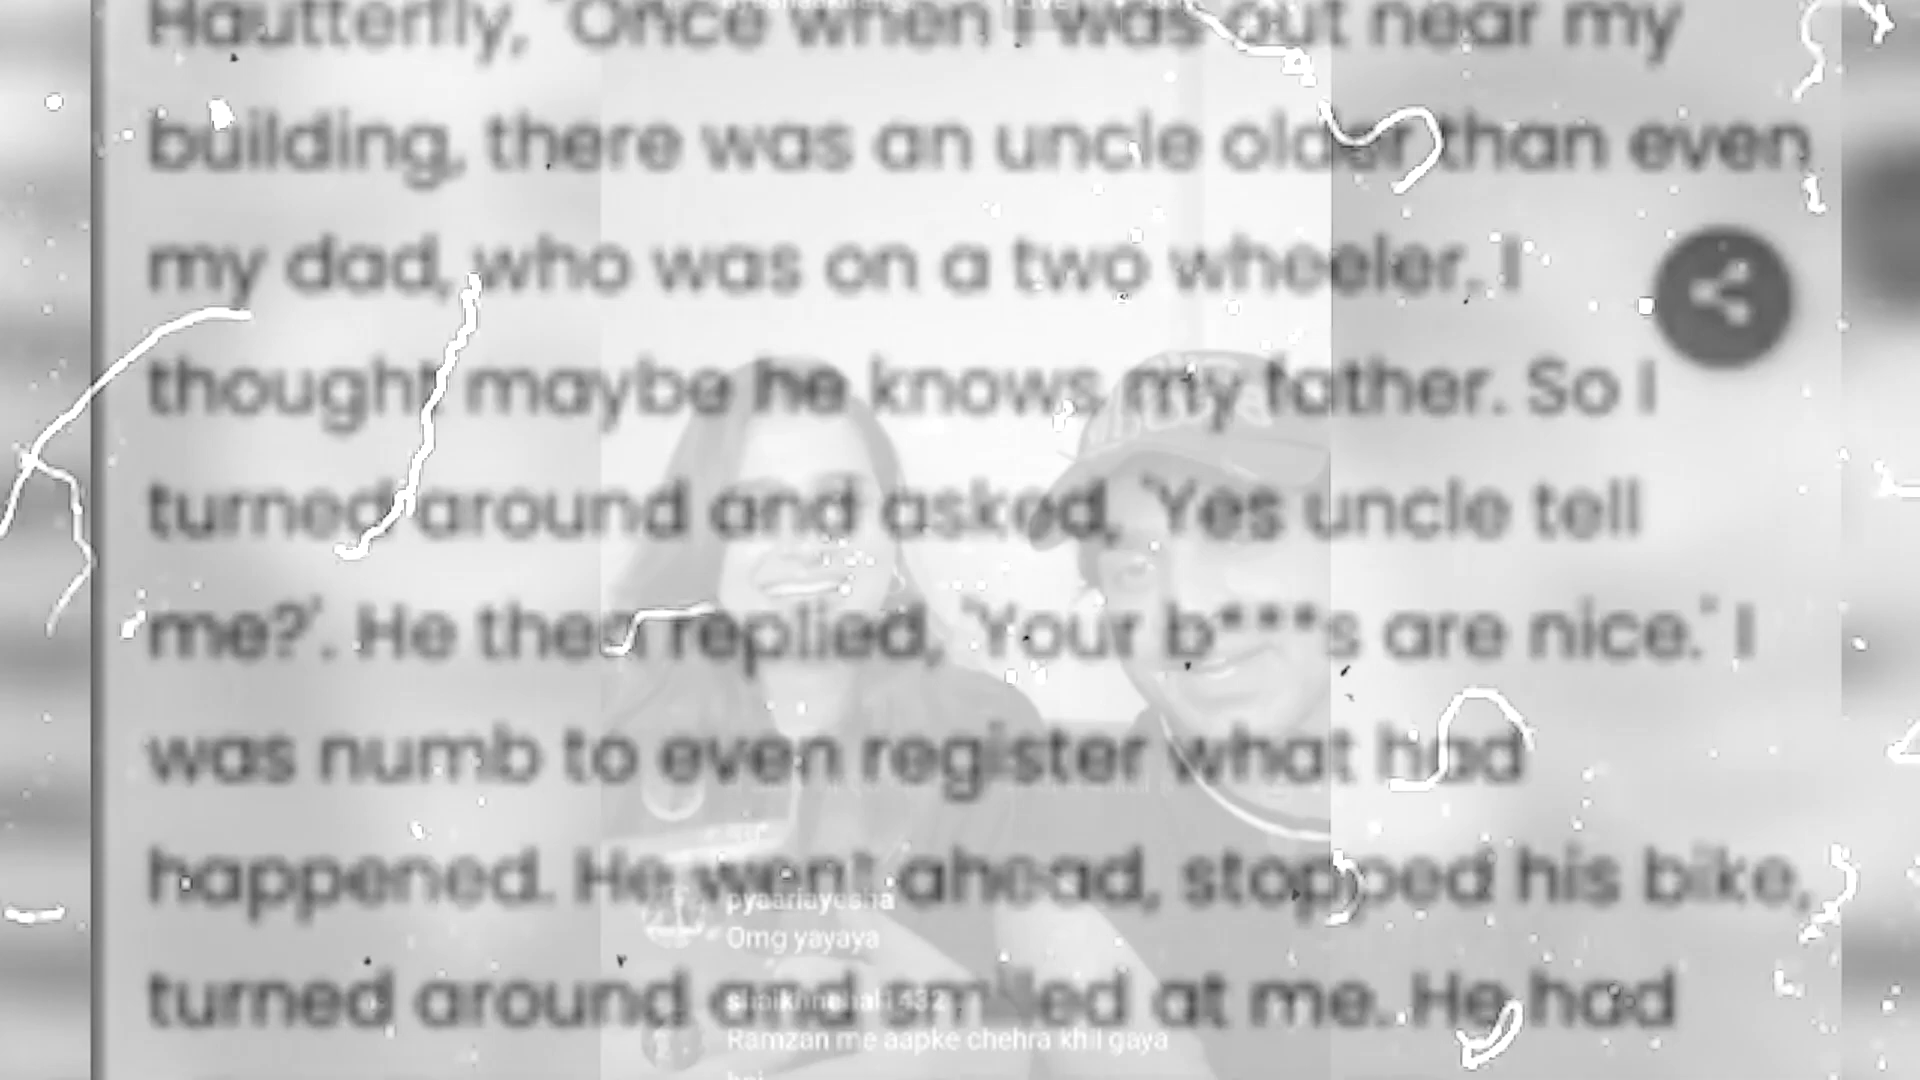 Hautterfly, 'Once when I was out near my
building, there was an uncle older than even
my dad, who was on a two wheeler. I
thought maybe he knows my father. So I
turned around and asked, 'Yes uncle tell
me?'. He then replied, 'Your b***s are nice.' I
was numb to even register what had
happened. He went ahead, stopped his bike,
turned around and smiled at me. He had
pyaariayesha
Omg yayaya
shaikhnehal1432
Ramzan me aapke chehra khil gaya
hai